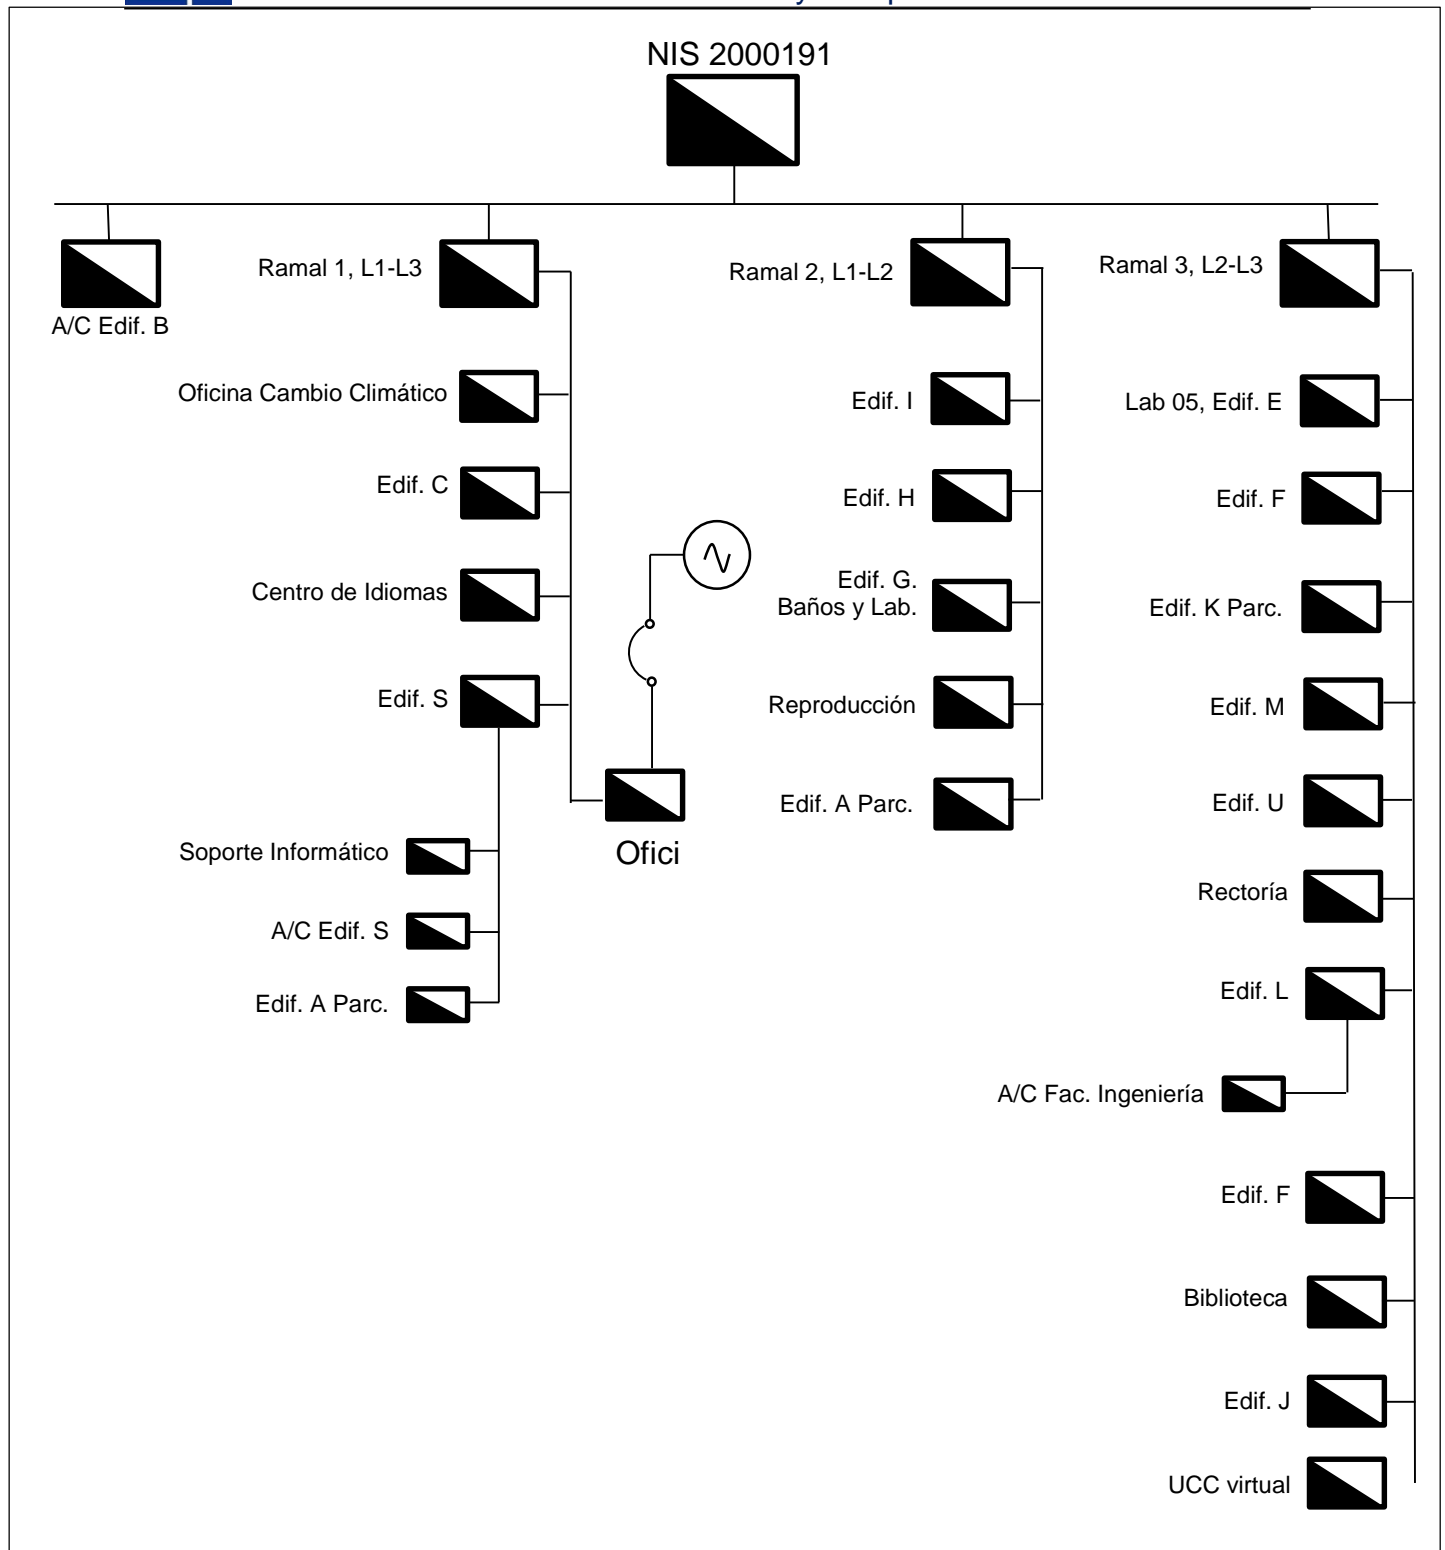 NIS 2000191
A/C Edif. B
Ramal 1, L1-L3
Oficina Cambio Climático
Edif. C
Centro de Idiomas
Edif. S
Soporte Informático
A/C Edif. S
Edif. A Parc.
Ofici
Ramal 2, L1-L2
Edif. I
Edif. H
Edif. G.
Baños y Lab.
Reproducción
Edif. A Parc.
Ramal 3, L2-L3
Lab 05, Edif. E
Edif. F
Edif. K Parc.
Edif. M
Edif. U
Rectoría
Edif. L
A/C Fac. Ingeniería
Edif. F
Biblioteca
Edif. J
UCC virtual